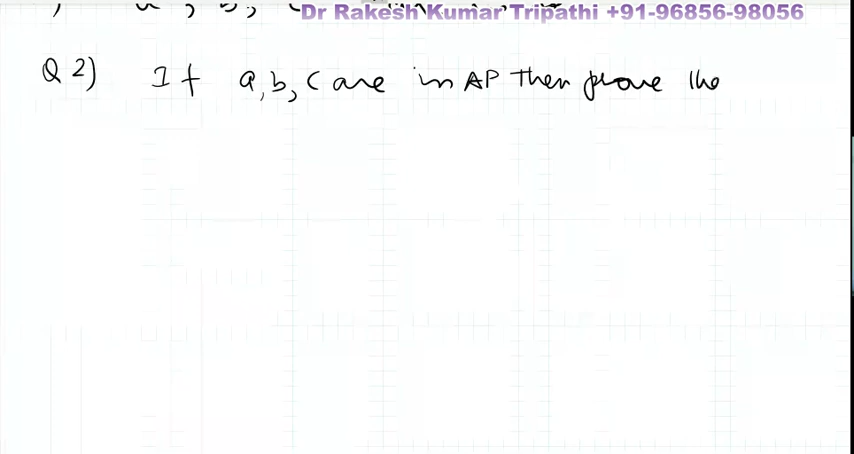 Dr Rakesh Kumar Tripathi +91-96856-98056
Q 2) If a, b, c are in AP then prove the